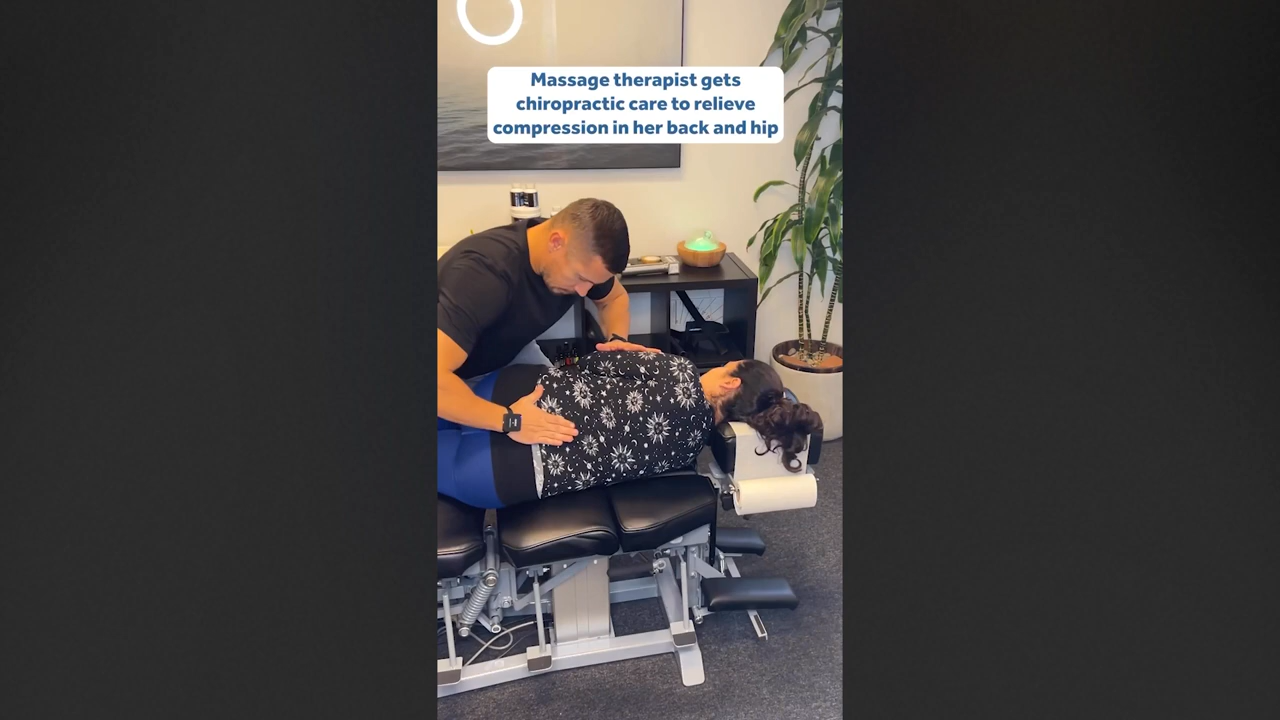 Massage therapist gets
chiropractic care to relieve
compression in her back and hip